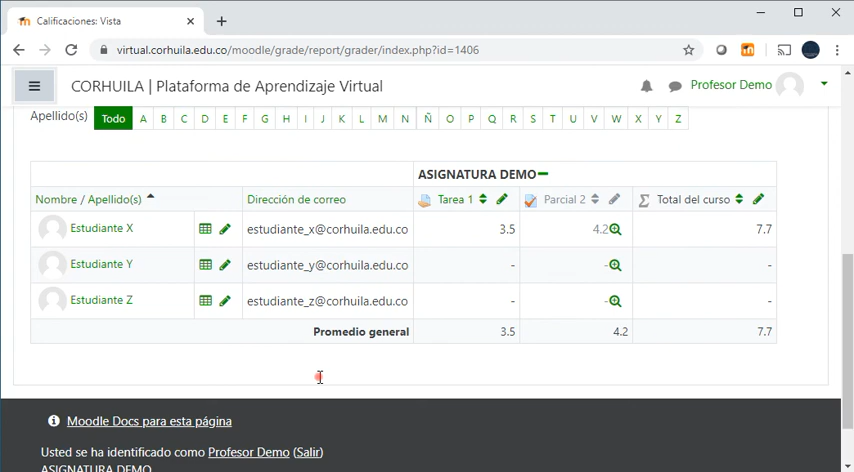 Calificaciones: Vista
virtual.corhuila.edu.co/moodle/grade/report/grader/index.php?id=1406
CORHUILA | Plataforma de Aprendizaje Virtual
Profesor Demo
Apellido(s) Todo A B C D E F G H I J K L M N Ñ O P Q R S T U V W X Y Z
ASIGNATURA DEMO
Nombre / Apellido(s) Dirección de correo Tarea 1 Parcial 2 Total del curso
Estudiante X estudiante_x@corhuila.edu.co 3.5 4.2 7.7
Estudiante Y estudiante_y@corhuila.edu.co - - -
Estudiante Z estudiante_z@corhuila.edu.co - - -
Promedio general 3.5 4.2 7.7
Moodle Docs para esta página
Usted se ha identificado como Profesor Demo (Salir)
ASIGNATURA DEMO